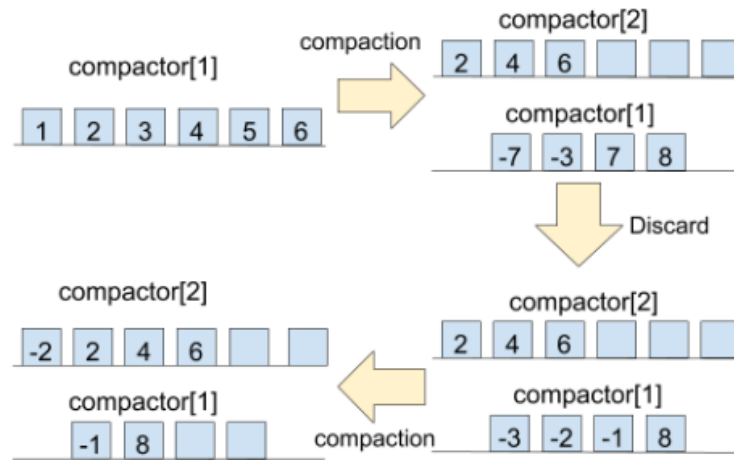 compactor[1]
1 2 3 4 5 6
compaction
compactor[2]
2 4 6
compactor[1]
-7 -3 7 8
Discard
compactor[2]
2 4 6
compactor[1]
-3 -2 -1 8
compaction
compactor[2]
-2 2 4 6
compactor[1]
-1 8